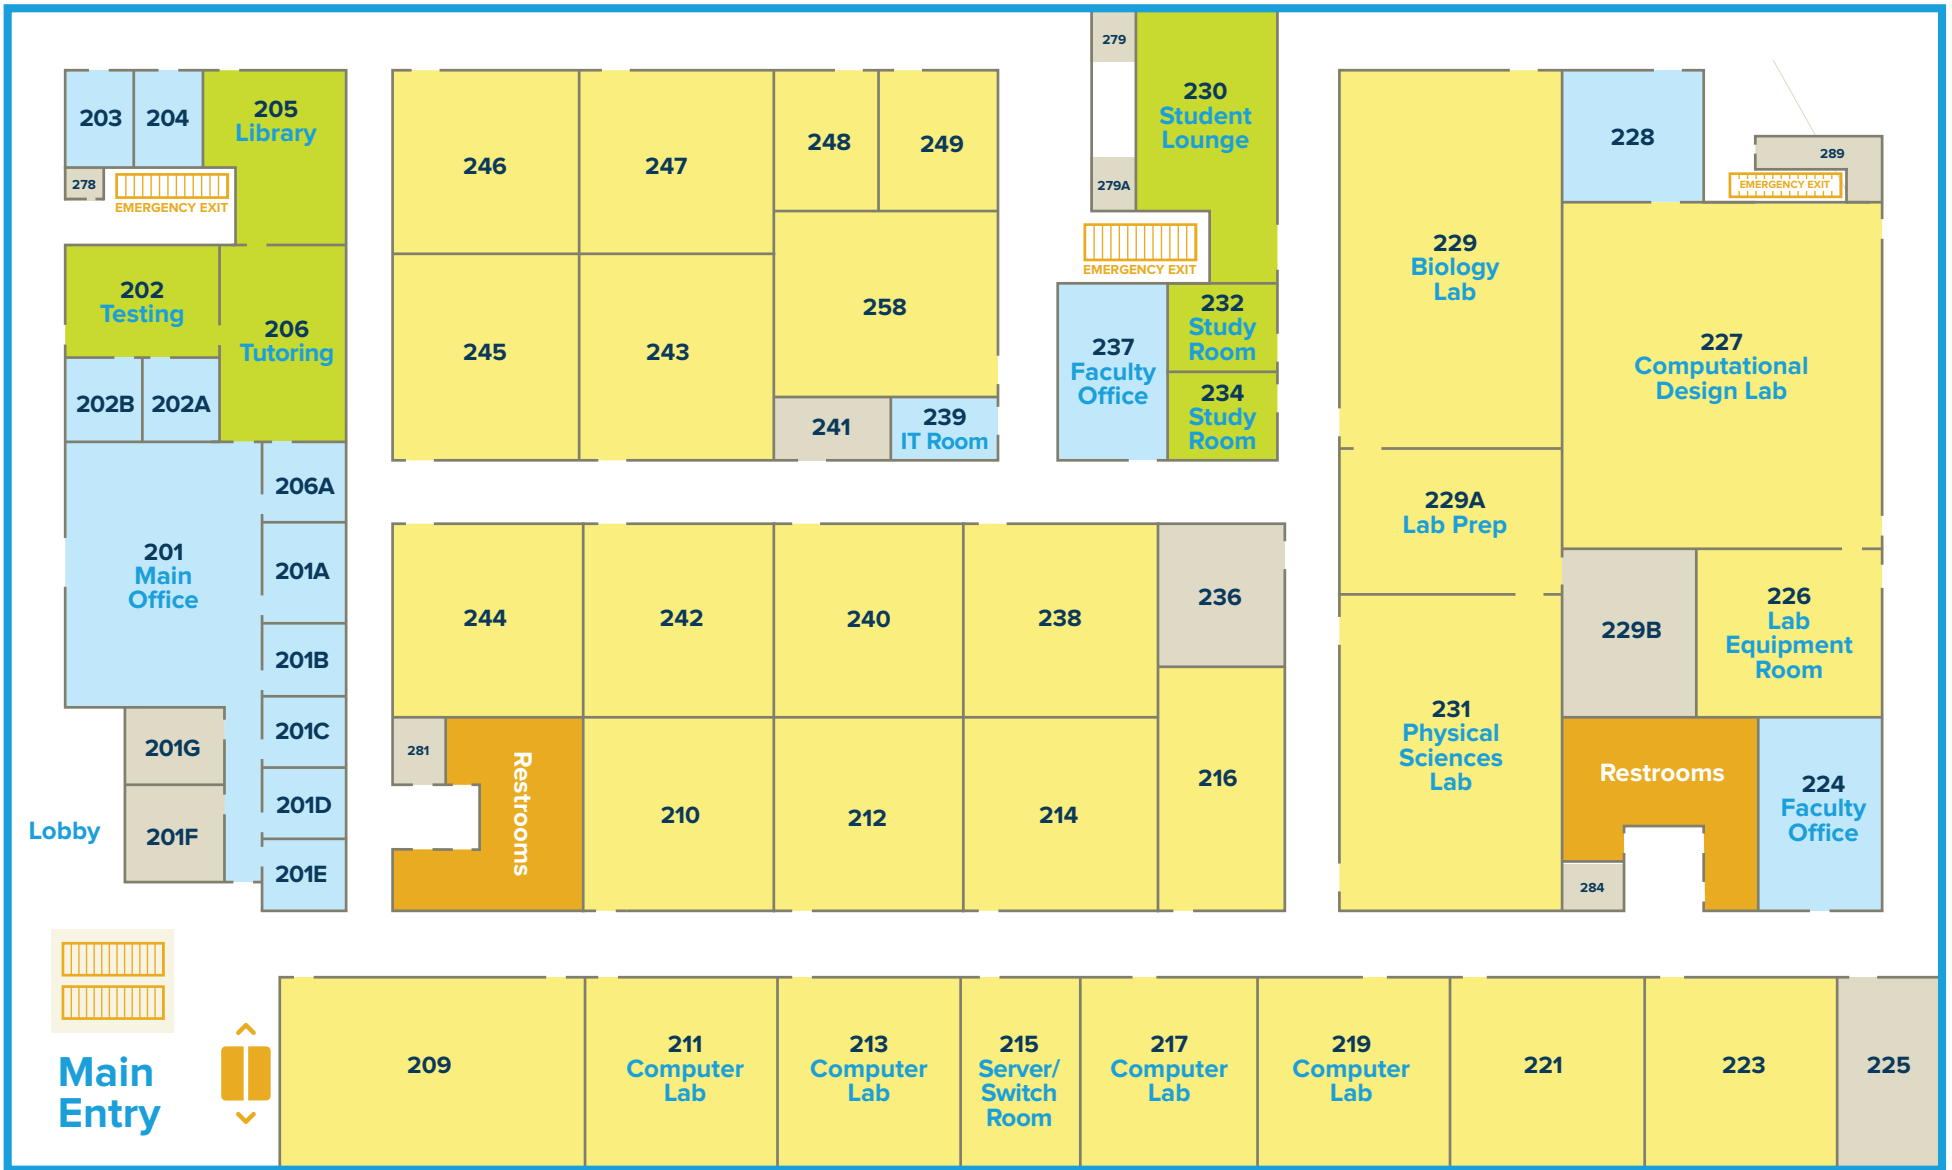 279
203
204
205
Library
278
EMERGENCY EXIT
202
Testing
206
Tutoring
202B
202A
206A
201
Main
Office
201A
201B
201C
201G
201D
201F
Lobby
201E
246
247
248
249
245
243
258
241
239
IT Room
230
Student
Lounge
279A
EMERGENCY EXIT
237
Faculty
Office
232
Study
Room
234
Study
Room
229
Biology
Lab
228
289
EMERGENCY EXIT
227
Computational
Design Lab
229A
Lab Prep
229B
226
Lab
Equipment
Room
231
Physical
Sciences
Lab
Restrooms
224
Faculty
Office
284
244
242
240
238
236
281
Restrooms
210
212
214
216
Main
Entry
209
211
Computer
Lab
213
Computer
Lab
215
Server/
Switch
Room
217
Computer
Lab
219
Computer
Lab
221
223
225